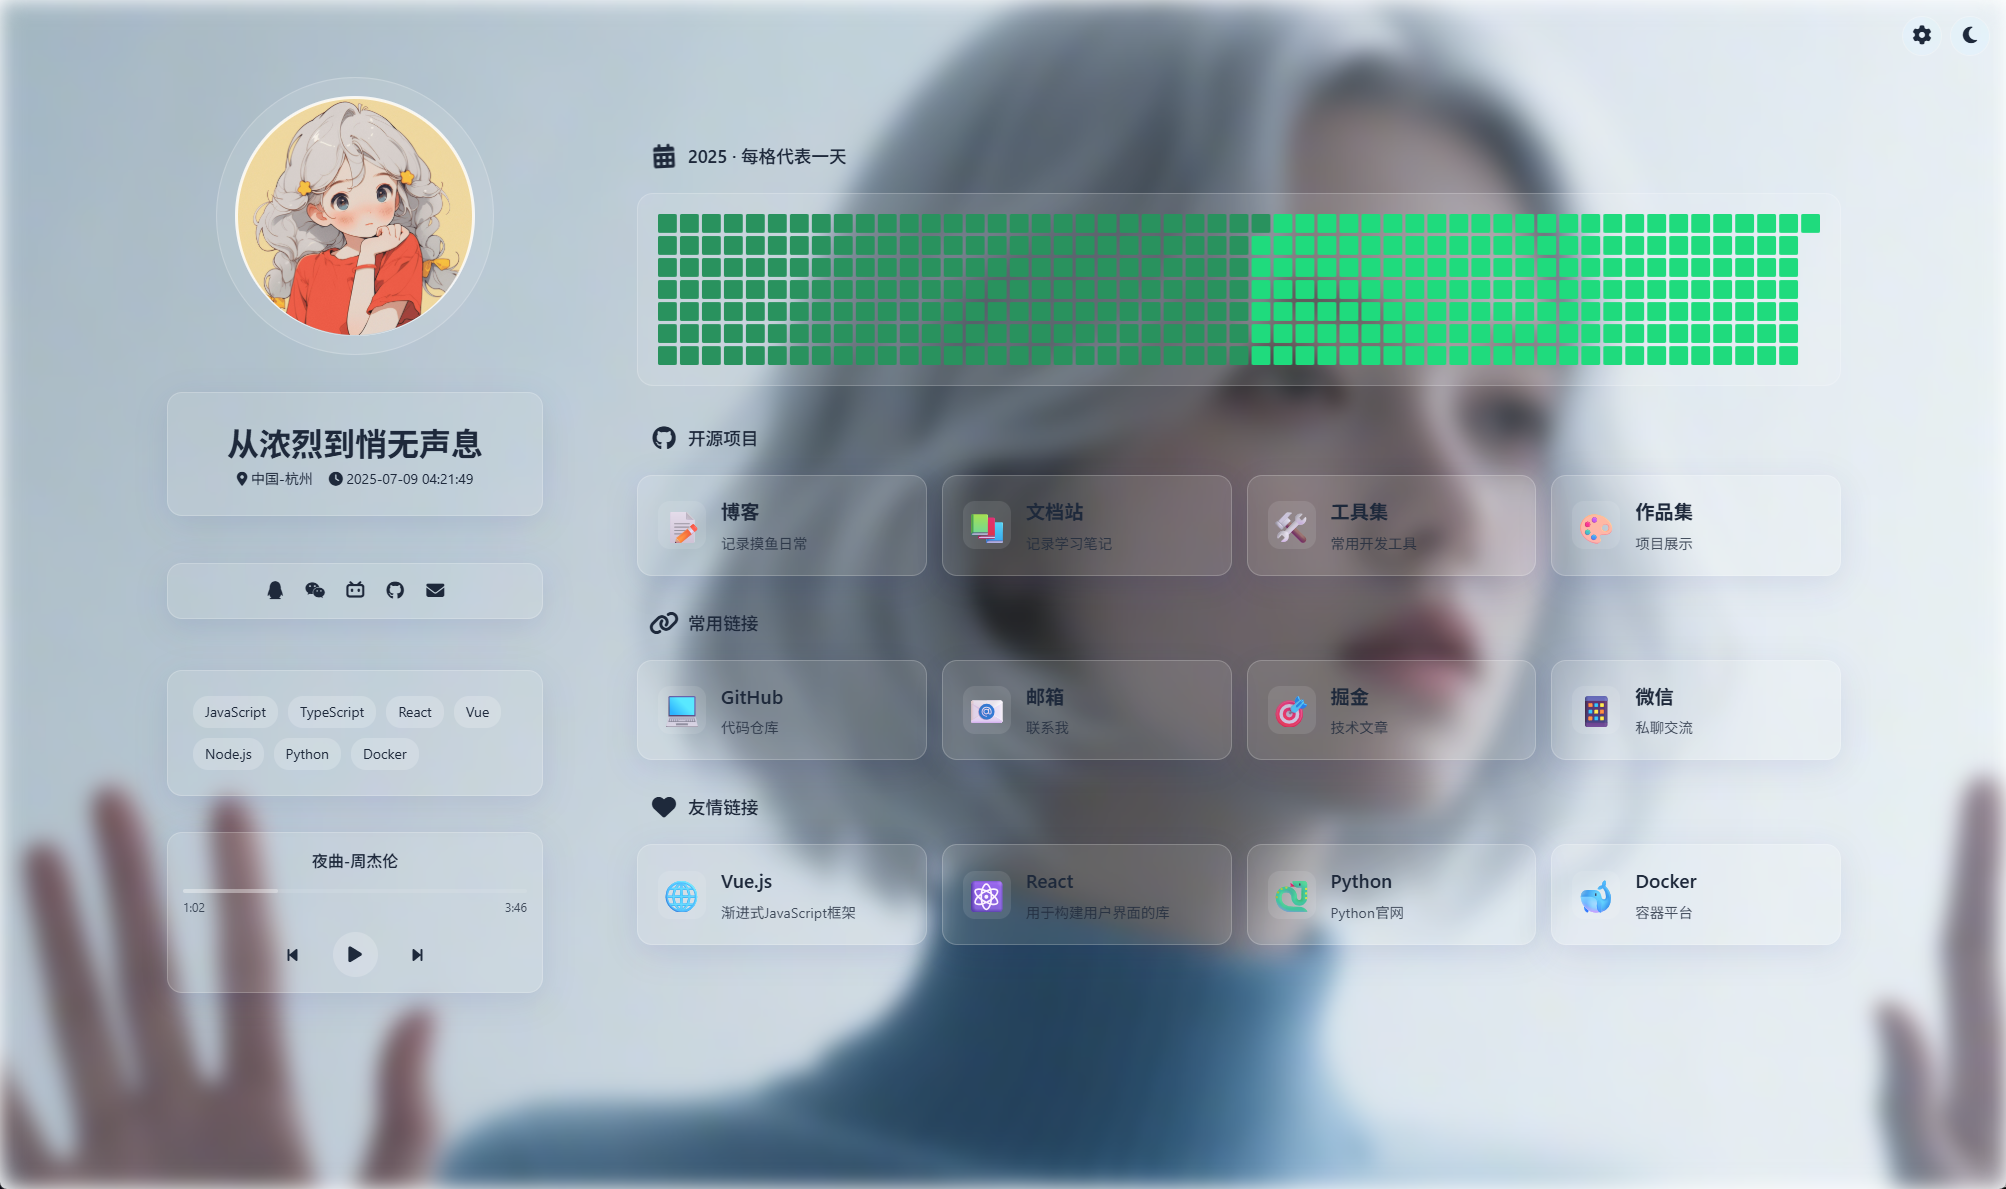 从浓烈到悄无声息
中国-杭州 2025-07-09 04:21:49
JavaScript TypeScript React Vue
Node.js Python Docker
夜曲-周杰伦
1:02 3:46
2025 · 每格代表一天
开源项目
博客
记录摸鱼日常
文档站
记录学习笔记
工具集
常用开发工具
作品集
项目展示
常用链接
GitHub
代码仓库
邮箱
联系我
掘金
技术文章
微信
私聊交流
友情链接
Vue.js
渐进式JavaScript框架
React
用于构建用户界面的库
Python
Python官网
Docker
容器平台